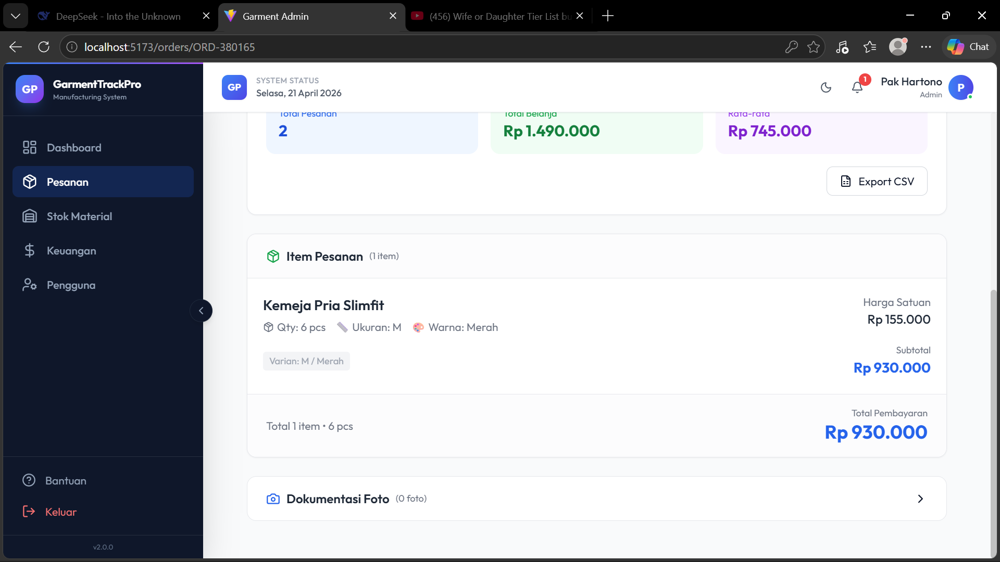 DeepSeek - Into the Unknown
Garment Admin
(456) Wife or Daughter Tier List bu
localhost:5173/orders/ORD-380165
Chat
GP
GarmentTrackPro
Manufacturing System
Dashboard
Pesanan
Stok Material
Keuangan
Pengguna
Bantuan
Keluar
v2.0.0
GP
SYSTEM STATUS
Selasa, 21 April 2026
1
Pak Hartono
Admin
P
Total Pesanan
2
Total Belanja
Rp 1.490.000
Rata-rata
Rp 745.000
Export CSV
Item Pesanan (1 item)
Kemeja Pria Slimfit
Qty: 6 pcs Ukuran: M Warna: Merah
Varian: M / Merah
Harga Satuan
Rp 155.000
Subtotal
Rp 930.000
Total 1 item • 6 pcs
Total Pembayaran
Rp 930.000
Dokumentasi Foto (0 foto)